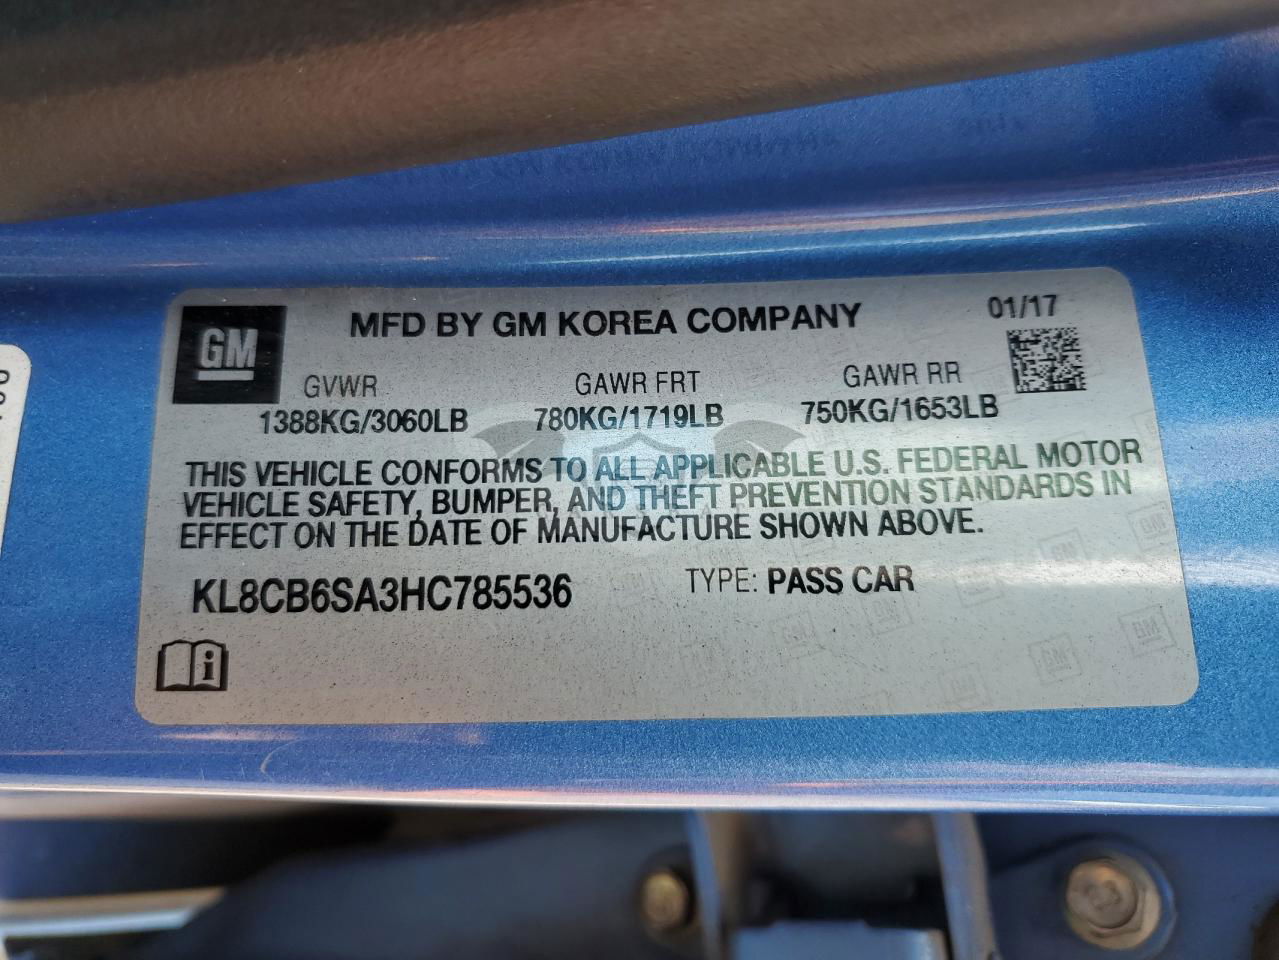 MFD BY GM KOREA COMPANY 01/17
GM
GVWR GAWR FRT GAWR RR
1388KG/3060LB 780KG/1719LB 750KG/1653LB
THIS VEHICLE CONFORMS TO ALL APPLICABLE U.S. FEDERAL MOTOR
VEHICLE SAFETY, BUMPER, AND THEFT PREVENTION STANDARDS IN
EFFECT ON THE DATE OF MANUFACTURE SHOWN ABOVE.
KL8CB6SA3HC785536 TYPE: PASS CAR